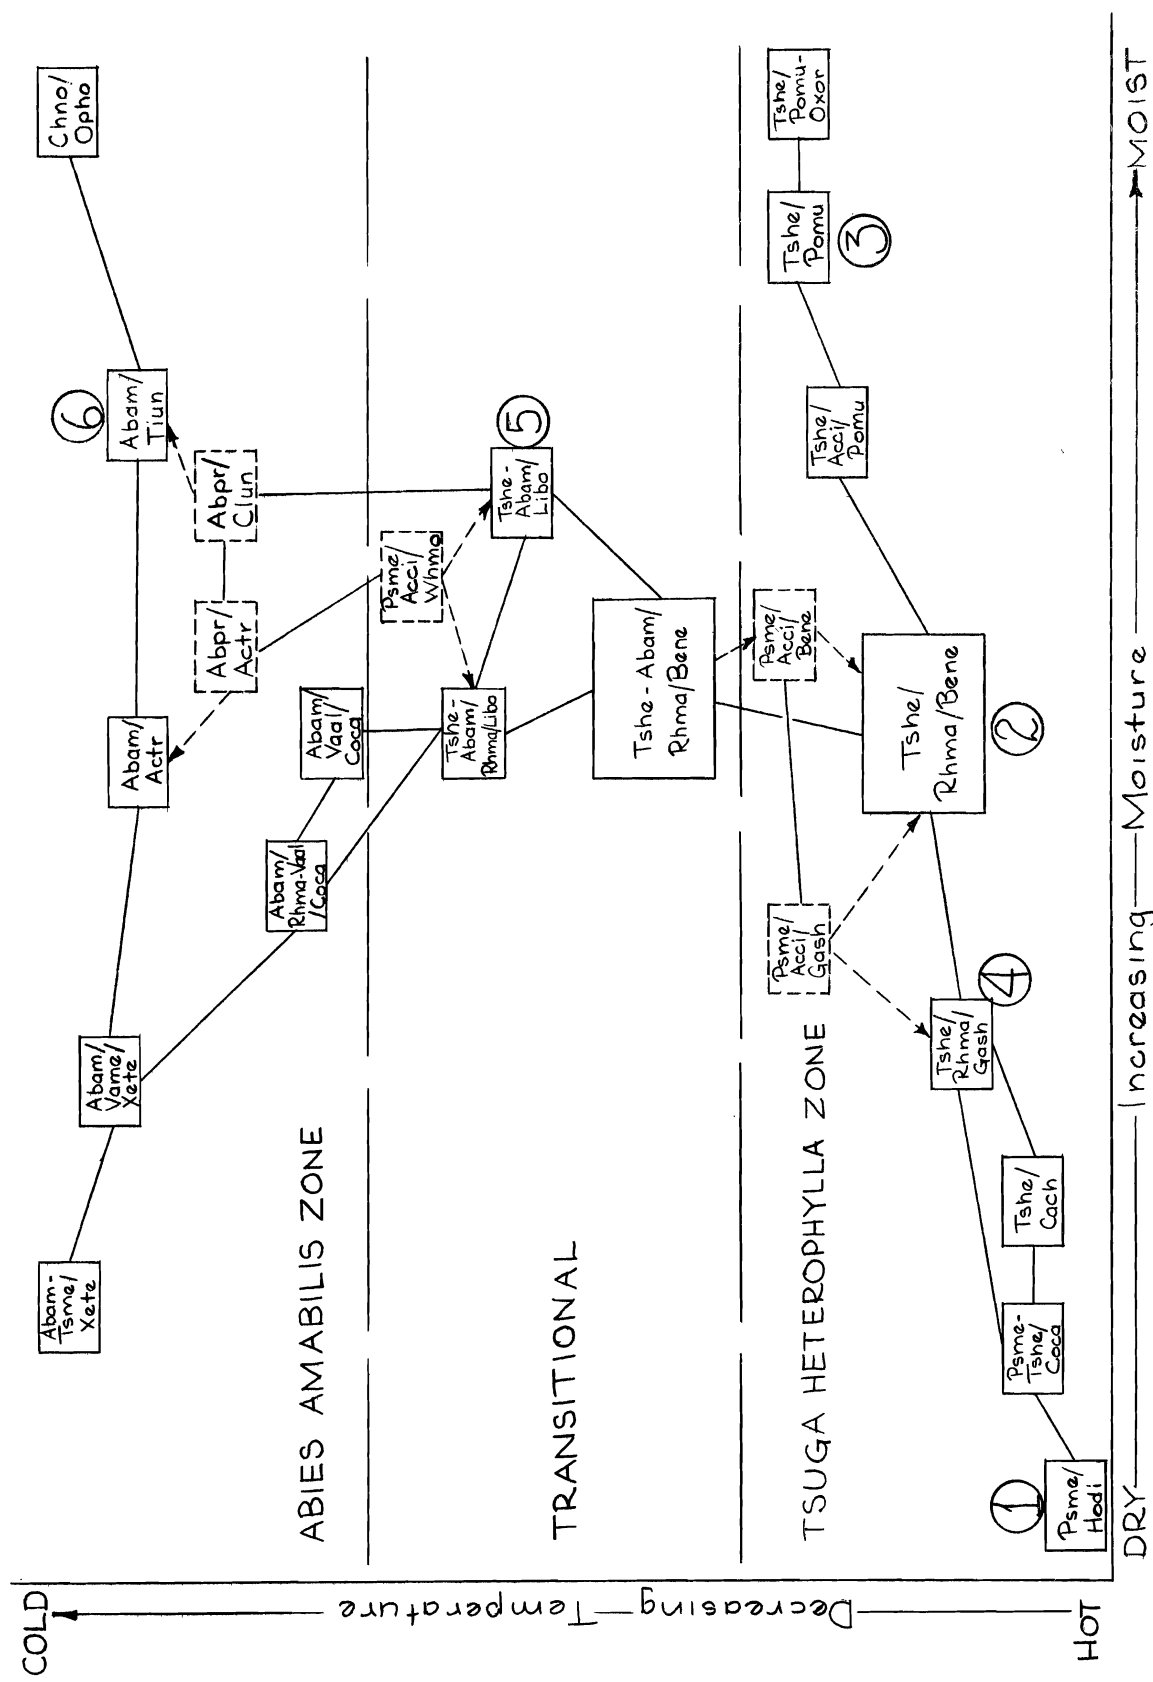 COLD
Chno/
Opho
Abam-
Tsme/
Xete
6
Abam/
Vame/
Xete
Abam/
Actr
Abam/
Tiun
Abpr/
Actr
Abpr/
Clun
Abam/
Rhma-Vaal
/Coca
Abam/
Vaal/
Coca
ABIES AMABILIS ZONE
Psme/
Acci/
Whmo
Tshe-
Abam/
Rhma/Libo
Tshe-
Abam/
Libo
5
TRANSITIONAL
Tshe-Abam/
Rhma/Bene
Decreasing—Temperature
Psme/
Acci/
Gash
Psme/
Acci/
Bene
Tshe/
Pomu
Tshe/
Pomu-
Oxor
TSUGA HETEROPHYLLA ZONE
Tshe/
Acci/
Pomu
3
Tshe/
Rhma/Bene
Tshe/
Rhma/
Gash
4
2
Psme-
Tshe/
Coca
Tshe/
Cach
1
Psme/
Hodi
HOT
DRY Increasing—Moisture MOIST